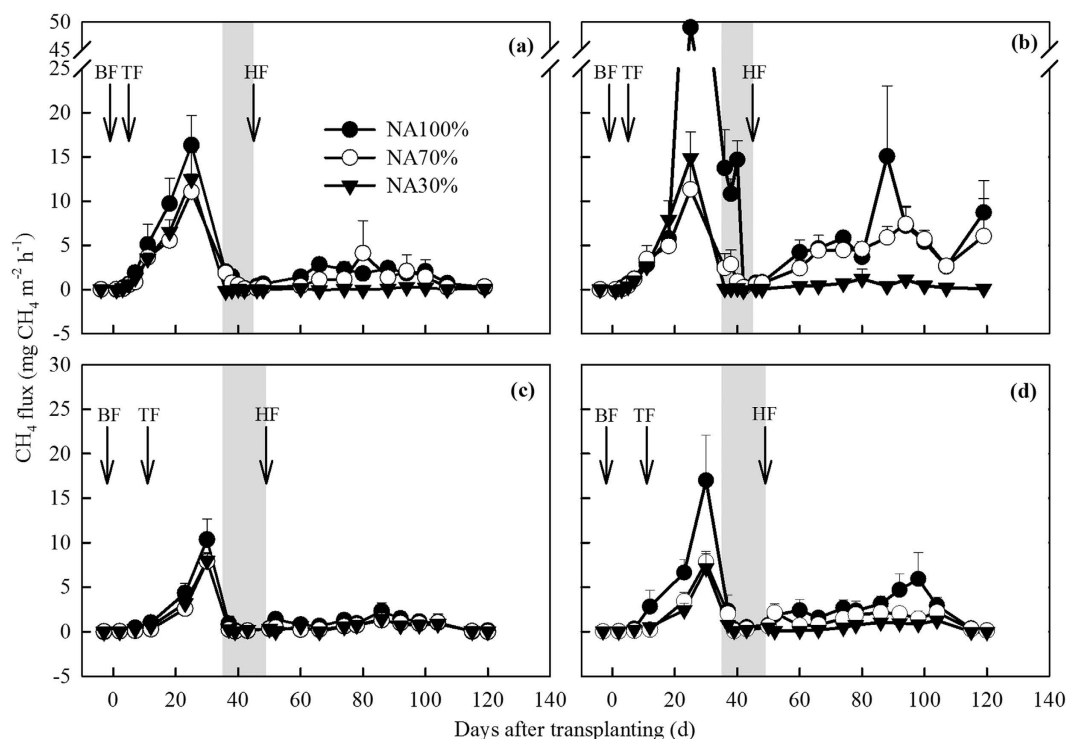 50
45
25
20
15
10
5
0
-5
(a)
BF TF HF
NA100%
NA70%
NA30%
(b)
BF TF HF
CH₄ flux (mg CH₄ m⁻² h⁻¹)
30
25
20
15
10
5
0
-5
(c)
BF TF HF
(d)
BF TF HF
0 20 40 60 80 100 120 140
0 20 40 60 80 100 120 140
Days after transplanting (d)